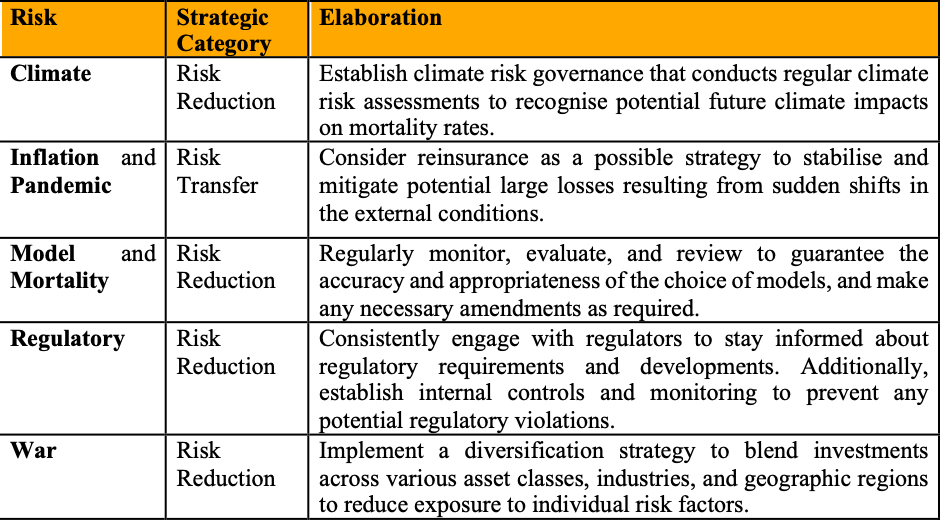 Risk Strategic Category Elaboration
Climate Risk Reduction Establish climate risk governance that conducts regular climate
risk assessments to recognise potential future climate impacts
on mortality rates.
Inflation and Pandemic Risk Transfer Consider reinsurance as a possible strategy to stabilise and
mitigate potential large losses resulting from sudden shifts in
the external conditions.
Model and Mortality Risk Reduction Regularly monitor, evaluate, and review to guarantee the
accuracy and appropriateness of the choice of models, and make
any necessary amendments as required.
Regulatory Risk Reduction Consistently engage with regulators to stay informed about
regulatory requirements and developments. Additionally,
establish internal controls and monitoring to prevent any
potential regulatory violations.
War Risk Reduction Implement a diversification strategy to blend investments
across various asset classes, industries, and geographic regions
to reduce exposure to individual risk factors.